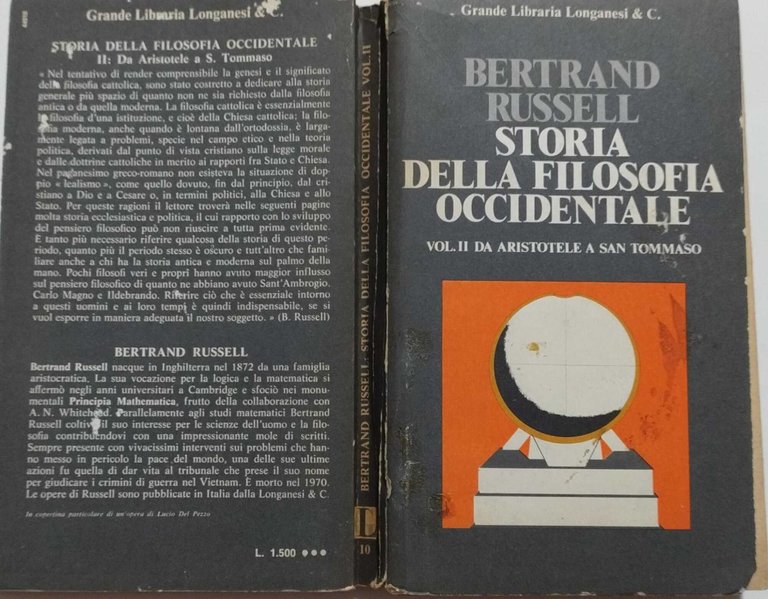 Grande Libraria Longanesi & C.
STORIA DELLA FILOSOFIA OCCIDENTALE
II: Da Aristotele a S. Tommaso
« Nel tentativo di render comprensibile la genesi e il significato
della filosofia cattolica, sono stato costretto a dedicare alla storia
generale più spazio di quanto non ne sia richiesto dalla filosofia
antica o da quella moderna. La filosofia cattolica è essenzialmente
la filosofia d'una istituzione, e cioè della Chiesa cattolica; la filo-
sofia moderna, anche quando è lontana dall'ortodossia, è larga-
mente legata a problemi, specie nel campo etico e nella teoria
politica, derivati dal punto di vista cristiano sulla legge morale
e dalle dottrine cattoliche in merito ai rapporti fra Stato e Chiesa.
Nel paganesimo greco-romano non esisteva la situazione di dop-
pio « lealismo », come quello dovuto, fin dal principio, dal cri-
stiano a Dio e a Cesare o, in termini politici, alla Chiesa e allo
Stato. Per queste ragioni il lettore troverà nelle seguenti pagine
molta storia ecclesiastica e politica, il cui rapporto con lo sviluppo
del pensiero filosofico può non riuscire a tutta prima evidente.
È tanto più necessario riferire qualcosa della storia di questo pe-
riodo, quanto più il periodo stesso è oscuro e tutt'altro che fami-
liare anche a chi ha la storia antica e moderna sul palmo della
mano. Pochi filosofi veri e propri hanno avuto maggior influsso
sul pensiero filosofico di quanto ne abbiano avuto Sant'Ambrogio,
Carlo Magno e Ildebrando. Riferire ciò che è essenziale intorno
a questi uomini e ai loro tempi è quindi indispensabile, se si
vuol esporre in maniera adeguata il nostro soggetto. » (B. Russell)
BERTRAND RUSSELL
Bertrand Russell nacque in Inghilterra nel 1872 da una famiglia
aristocratica. La sua vocazione per la logica e la matematica si
affermò negli anni universitari a Cambridge e sfociò nei monu-
mentali Principia Mathematica, frutto della collaborazione con
A. N. Whitehead. Parallelamente agli studi matematici Bertrand
Russell coltivò il suo interesse per le scienze dell'uomo e la filo-
sofia contribuendovi con una impressionante mole di scritti.
Sempre presente con vivacissimi interventi sui problemi che han-
no messo in pericolo la pace del mondo, una delle sue ultime
azioni fu quella di dar vita al tribunale che prese il suo nome
per giudicare i crimini di guerra nel Vietnam. È morto nel 1970.
Le opere di Russell sono pubblicate in Italia dalla Longanesi & C.
In copertina particolare di un'opera di Lucio Del Pezzo
L. 1.500 ●●●
BERTRAND RUSSELL: STORIA DELLA FILOSOFIA OCCIDENTALE VOL. II
10
Grande Libraria Longanesi & C.
BERTRAND
RUSSELL
STORIA
DELLA FILOSOFIA
OCCIDENTALE
VOL. II DA ARISTOTELE A SAN TOMMASO